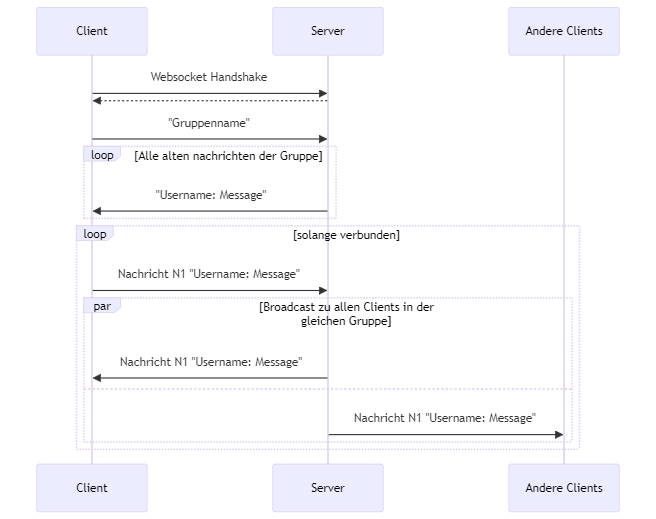 Client
Server
Andere Clients
Websocket Handshake
"Gruppenname"
loop
[Alle alten nachrichten der Gruppe]
"Username: Message"
loop
[solange verbunden]
Nachricht N1 "Username: Message"
par
[Broadcast zu allen Clients in der
gleichen Gruppe]
Nachricht N1 "Username: Message"
Nachricht N1 "Username: Message"
Client
Server
Andere Clients